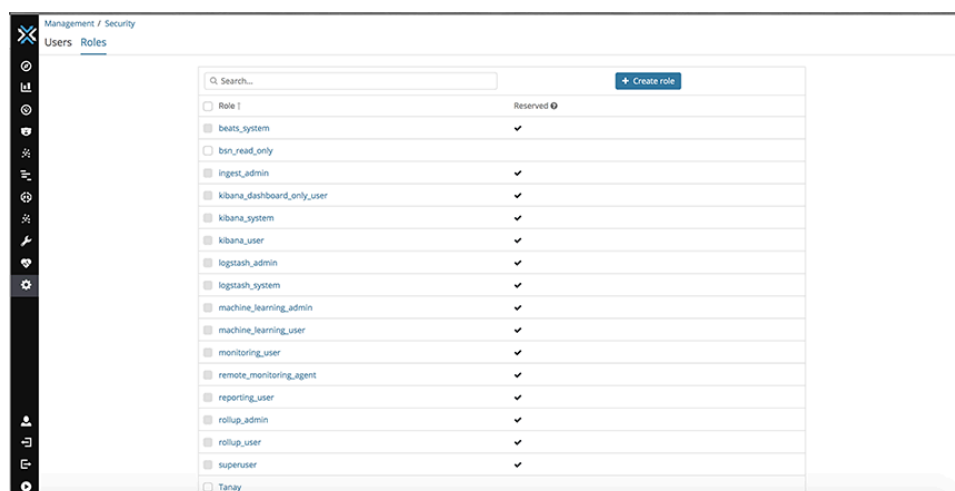 Management / Security
Users Roles
Search...
+ Create role
Role Reserved
beats_system
bsn_read_only
ingest_admin
kibana_dashboard_only_user
kibana_system
kibana_user
logstash_admin
logstash_system
machine_learning_admin
machine_learning_user
monitoring_user
remote_monitoring_agent
reporting_user
rollup_admin
rollup_user
superuser
Tanay